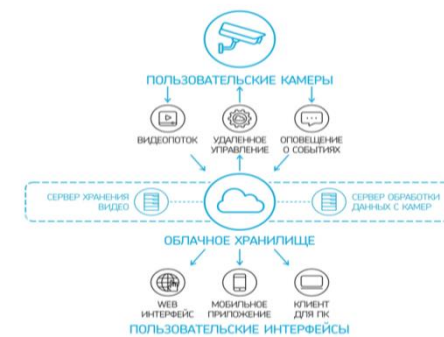 ПОЛЬЗОВАТЕЛЬСКИЕ КАМЕРЫ
ВИДЕОПОТОК
УДАЛЕННОЕ
УПРАВЛЕНИЕ
ОПОВЕЩЕНИЕ
О СОБЫТИЯХ
СЕРВЕР ХРАНЕНИЯ
ВИДЕО
СЕРВЕР ОБРАБОТКИ
ДАННЫХ С КАМЕР
ОБЛАЧНОЕ ХРАНИЛИЩЕ
WEB
ИНТЕРФЕЙС
МОБИЛЬНОЕ
ПРИЛОЖЕНИЕ
КЛИЕНТ
ДЛЯ ПК
ПОЛЬЗОВАТЕЛЬСКИЕ ИНТЕРФЕЙСЫ